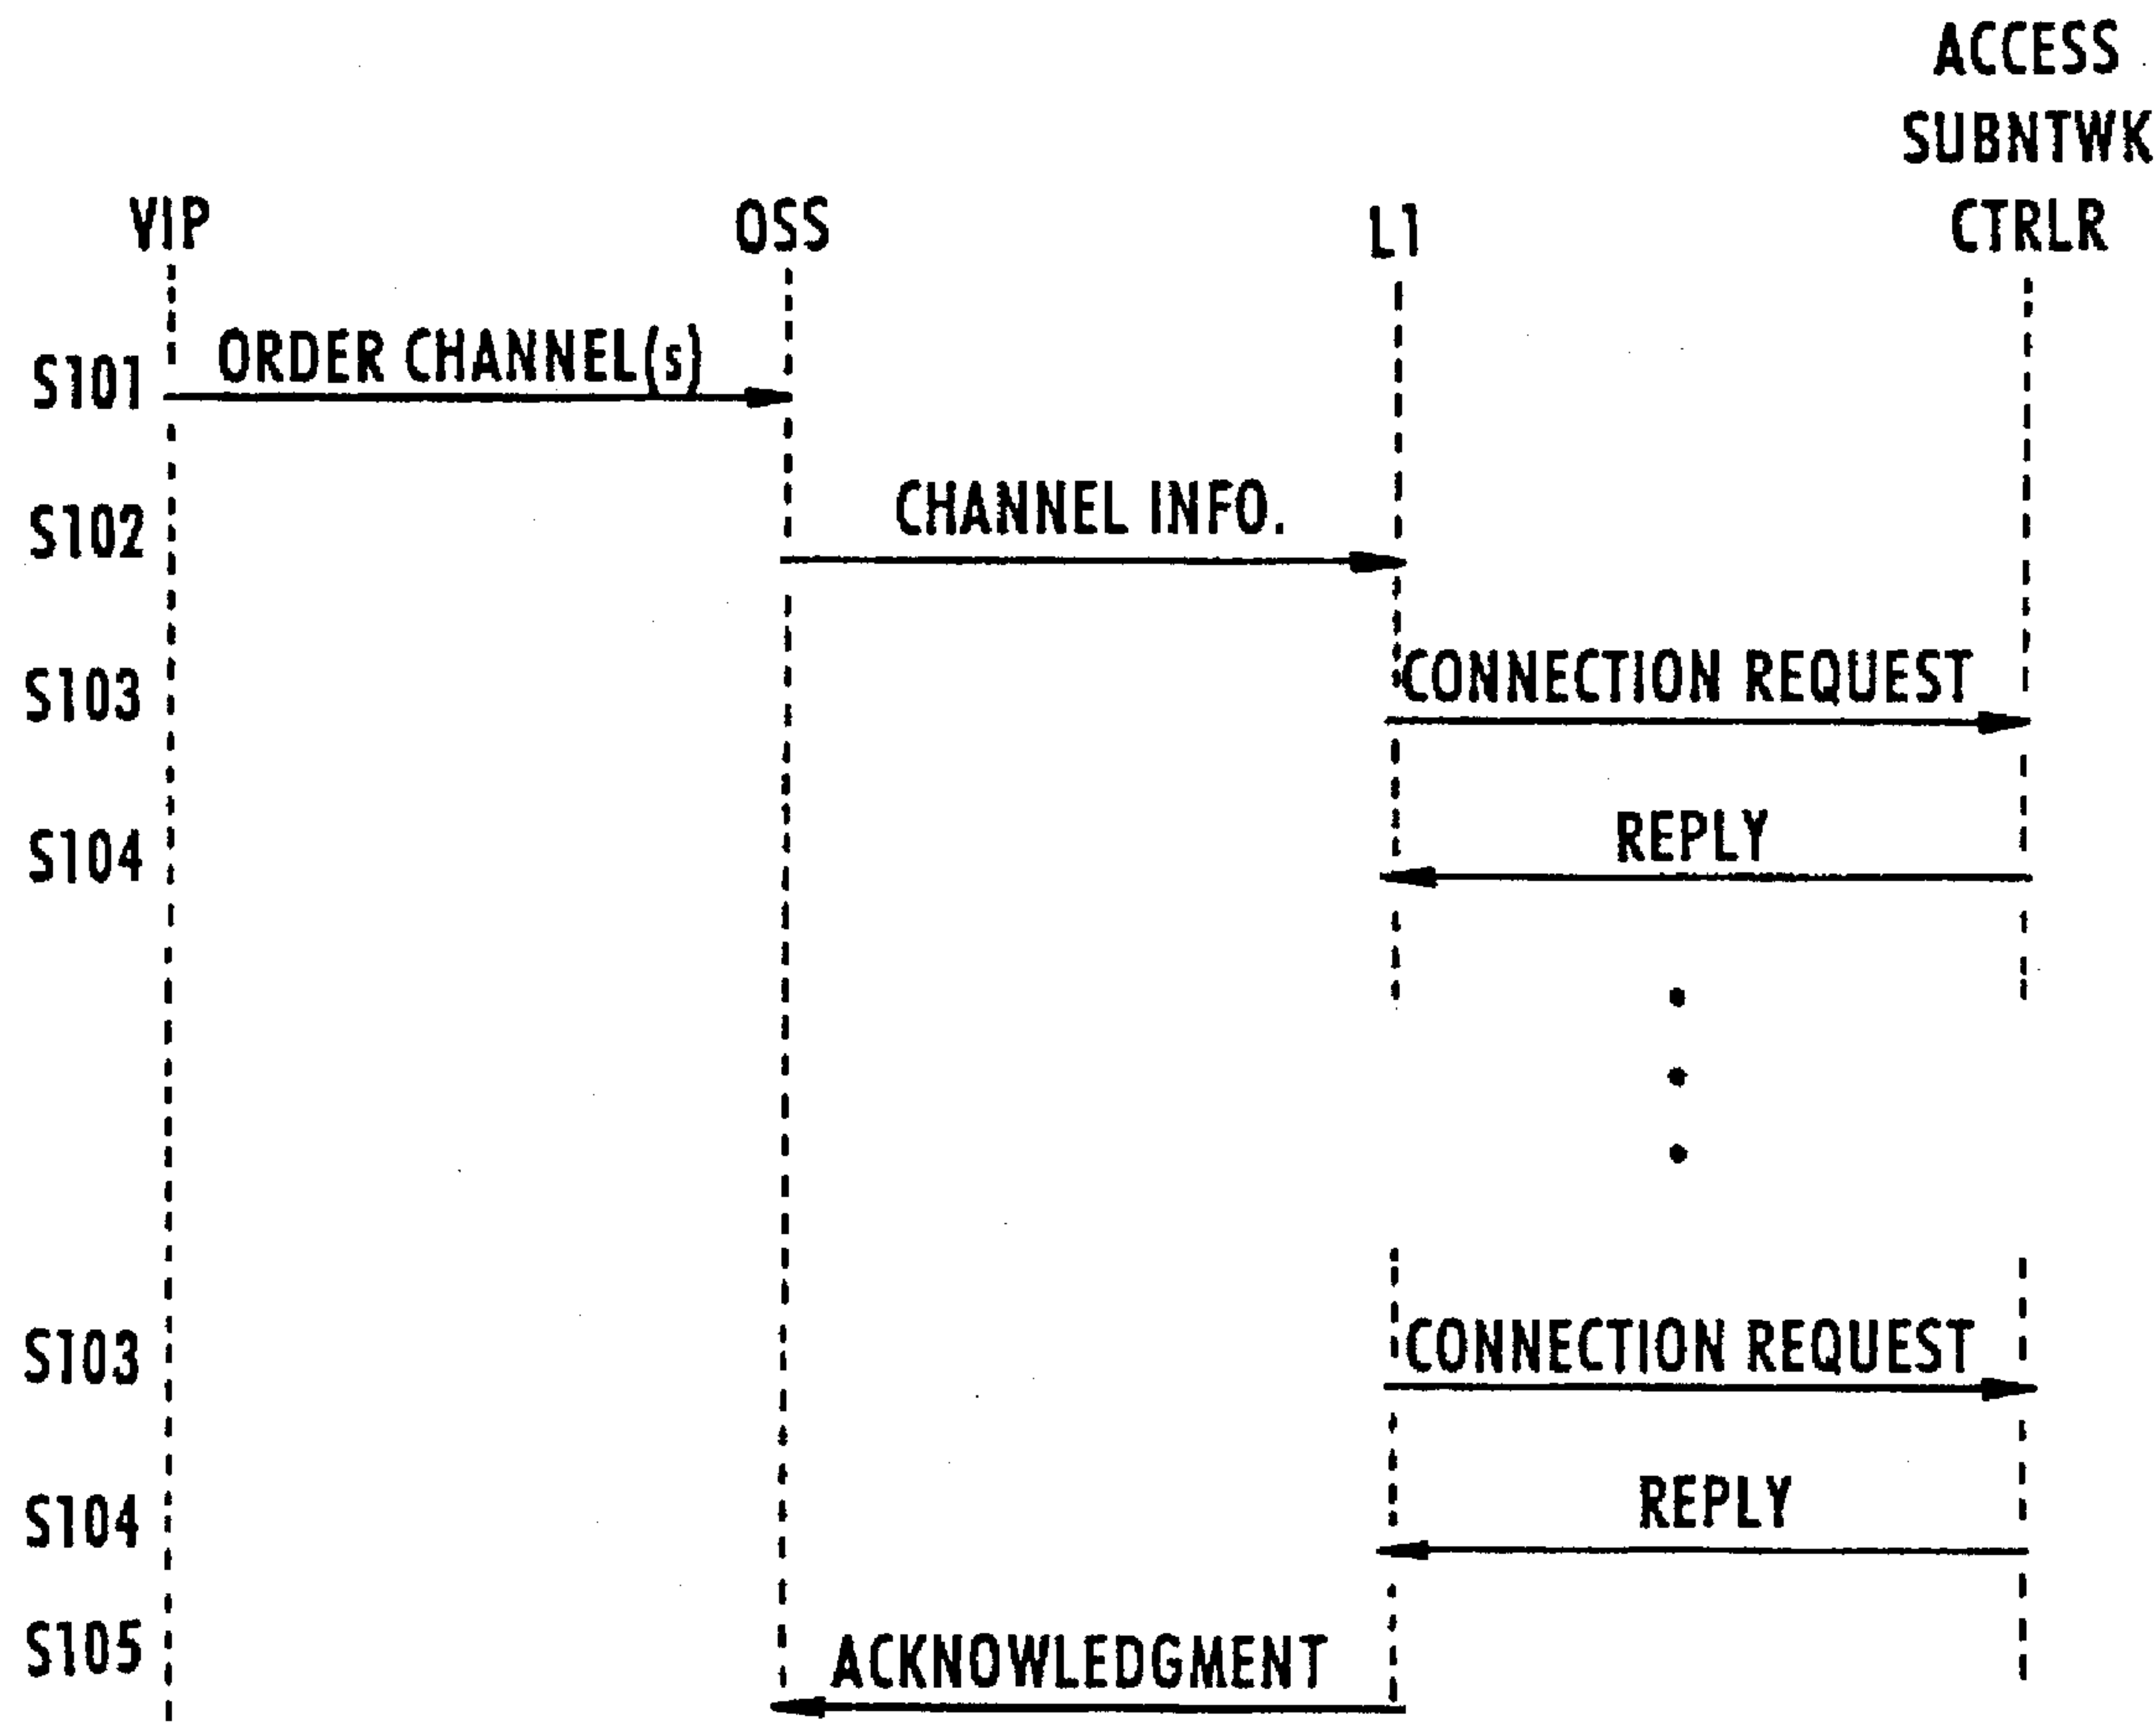 ACCESS
SUBNTWK
CTRLR
VIP
OSS
L1
S101
ORDER CHANNEL(s)
S102
CHANNEL INFO.
S103
CONNECTION REQUEST
S104
REPLY
S103
CONNECTION REQUEST
S104
REPLY
S105
ACKNOWLEDGMENT